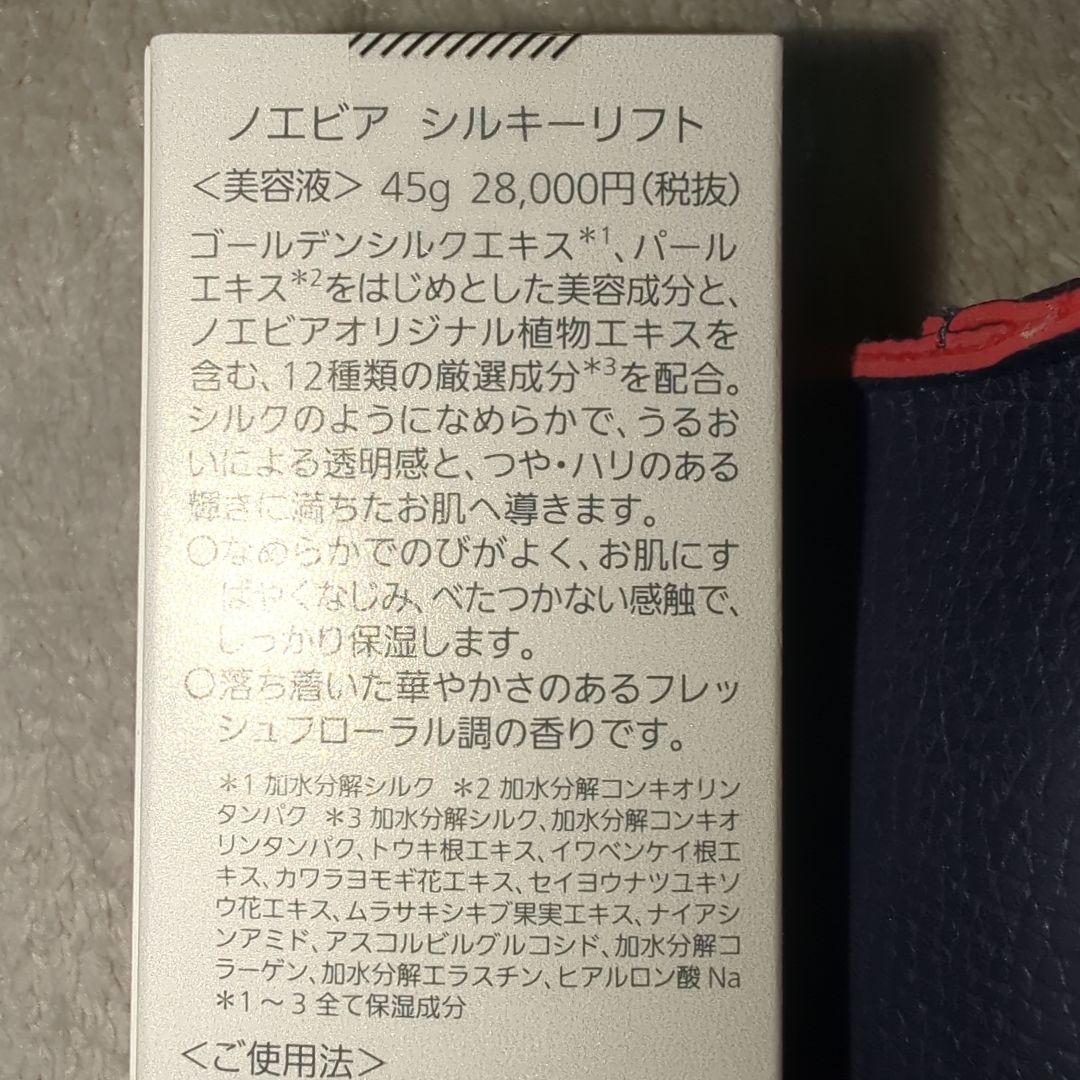 ノエビア シルキーリフト
＜美容液＞ 45g 28,000円(税抜)
ゴールデンシルクエキス＊1、パール
エキス＊2をはじめとした美容成分と、
ノエビアオリジナル植物エキスを
含む、12種類の厳選成分＊3を配合。
シルクのようになめらかで、うるお
いによる透明感と、つや・ハリのある
輝きに満ちたお肌へ導きます。
○なめらかでのびがよく、お肌にす
ばやくなじみ、べたつかない感触で、
しっかり保湿します。
○落ち着いた華やかさのあるフレッ
シュフローラル調の香りです。
＊1 加水分解シルク ＊2 加水分解コンキオリン
タンパク ＊3 加水分解シルク、加水分解コンキオ
リンタンパク、トウキ根エキス、イワベンケイ根エ
キス、カワラヨモギ花エキス、セイヨウナツユキソ
ウ花エキス、ムラサキシキブ果実エキス、ナイアシ
ンアミド、アスコルビルグルコシド、加水分解コ
ラーゲン、加水分解エラスチン、ヒアルロン酸 Na
＊1～3 全て保湿成分
＜ご使用法＞